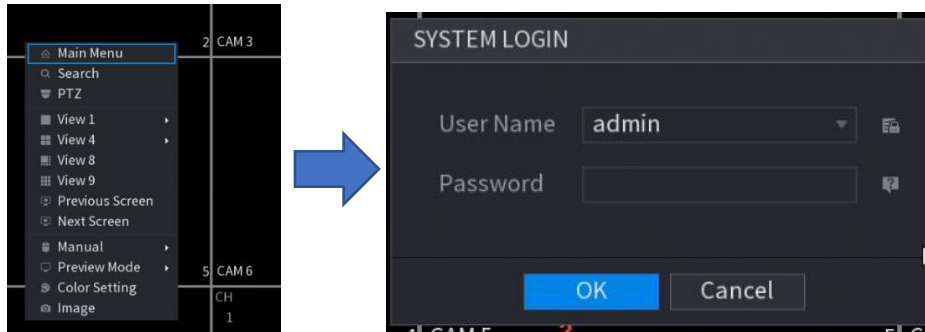 2 CAM 3
Main Menu
Search
PTZ
View 1
View 4
View 8
View 9
Previous Screen
Next Screen
Manual
Preview Mode
5 CAM 6
Color Setting
CH
Image
1
SYSTEM LOGIN
User Name admin
Password
OK Cancel